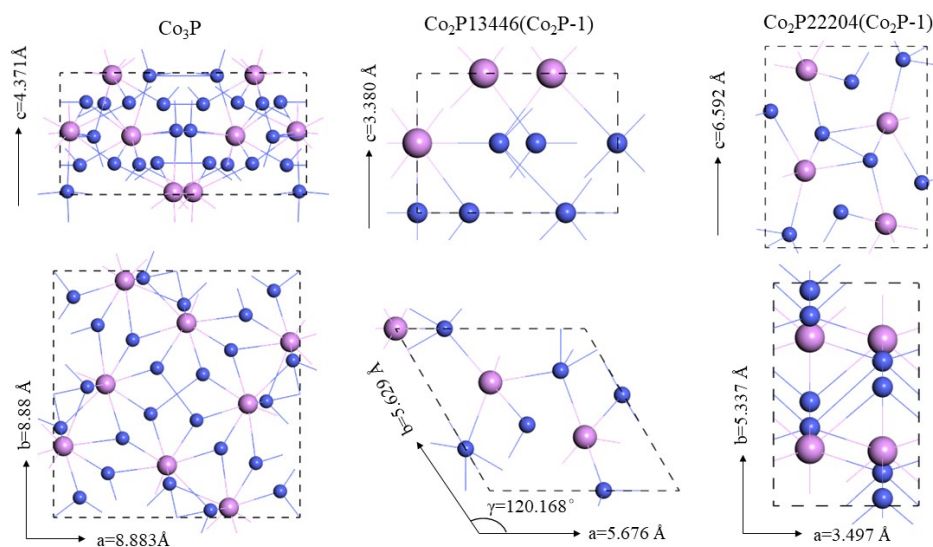 Co₃P
Co₂P13446(Co₂P-1)
Co₂P22204(Co₂P-1)
c=4.371Å
c=3.380 Å
c=6.592 Å
b=8.88 Å
a=8.883Å
b=5.629 Å
γ=120.168°
a=5.676 Å
b=5.337 Å
a=3.497 Å